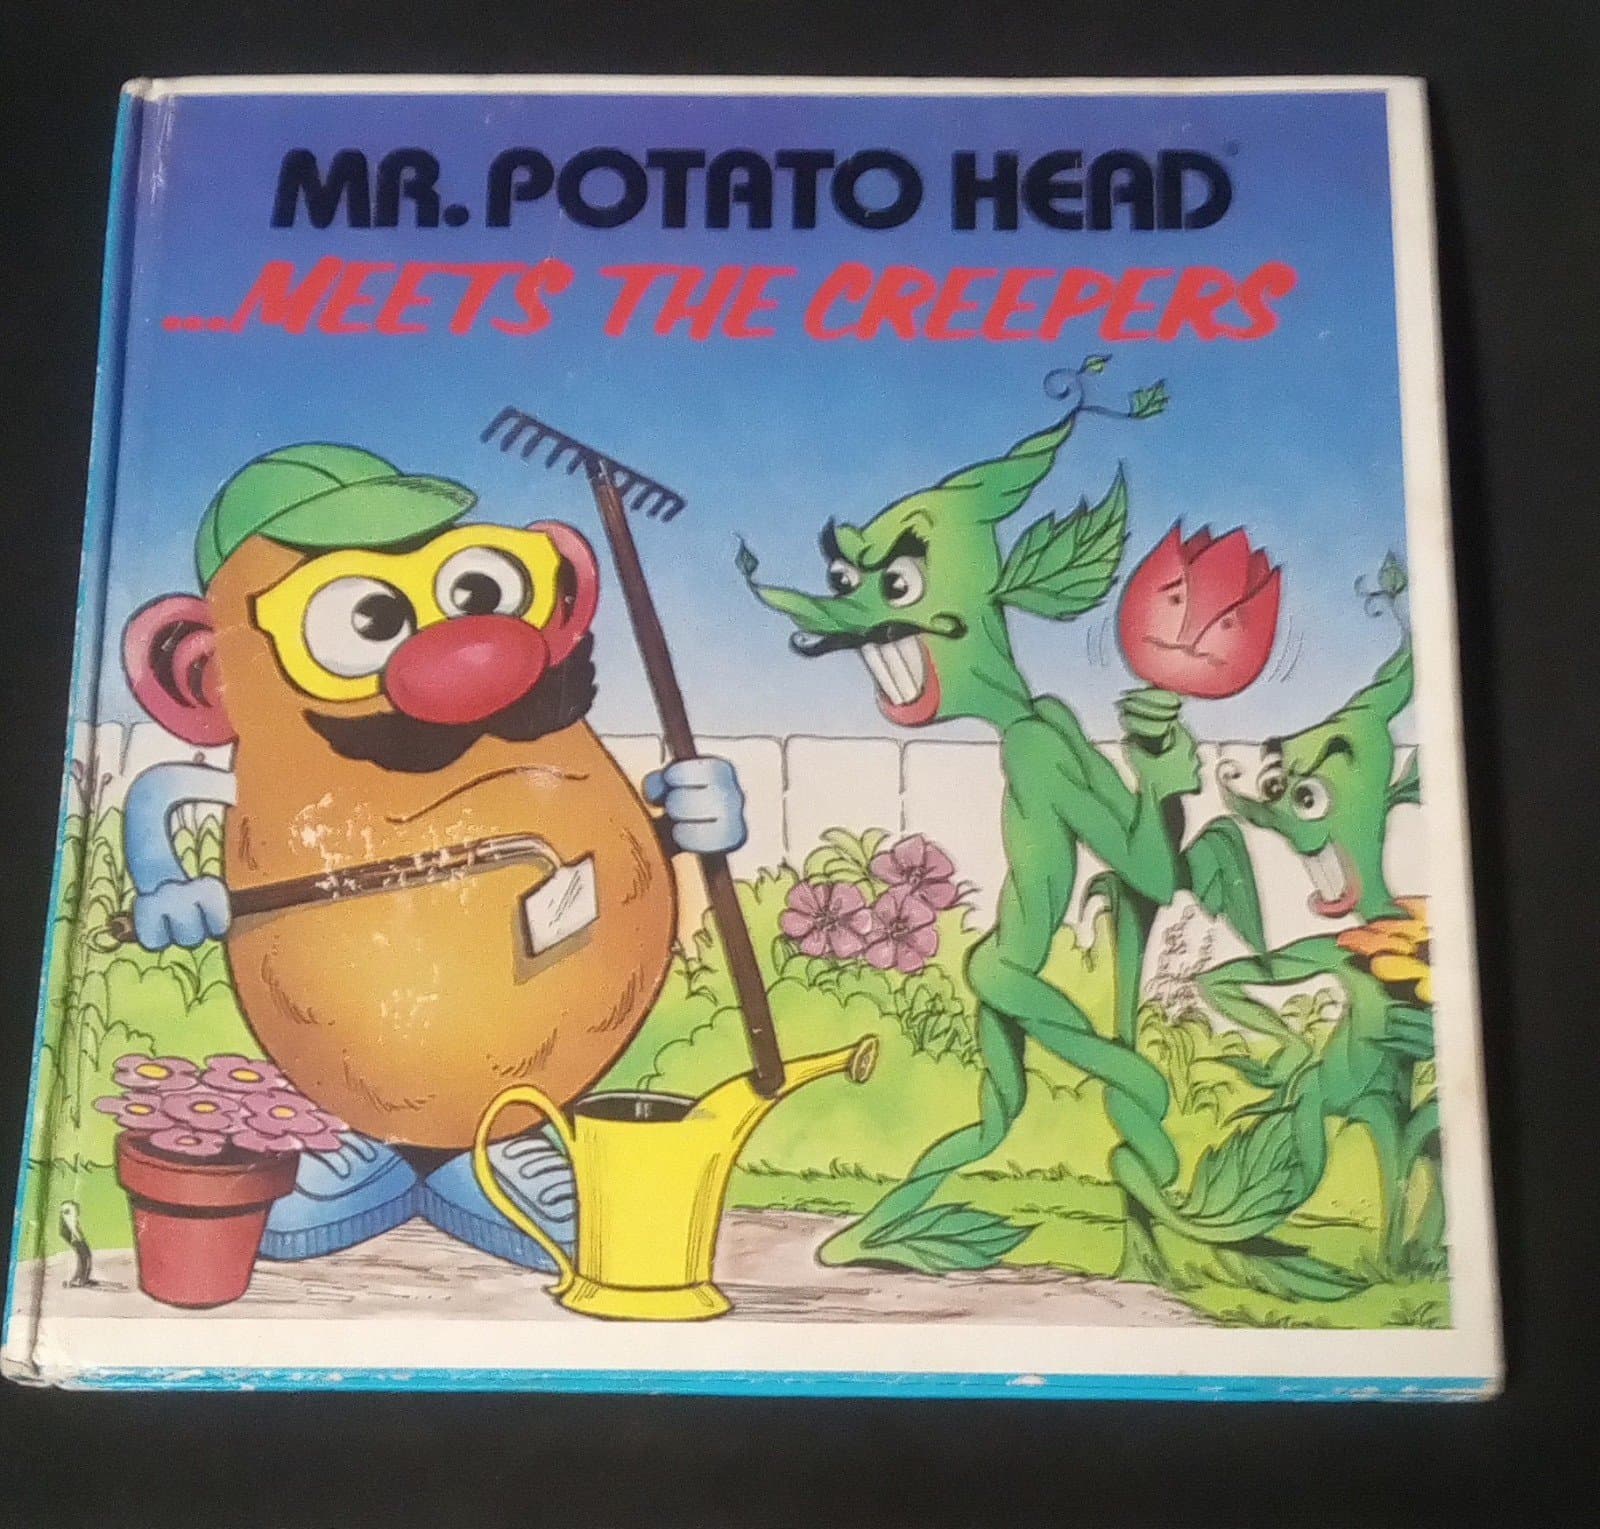 MR. POTATO HEAD®
...MEETS THE CREEPERS